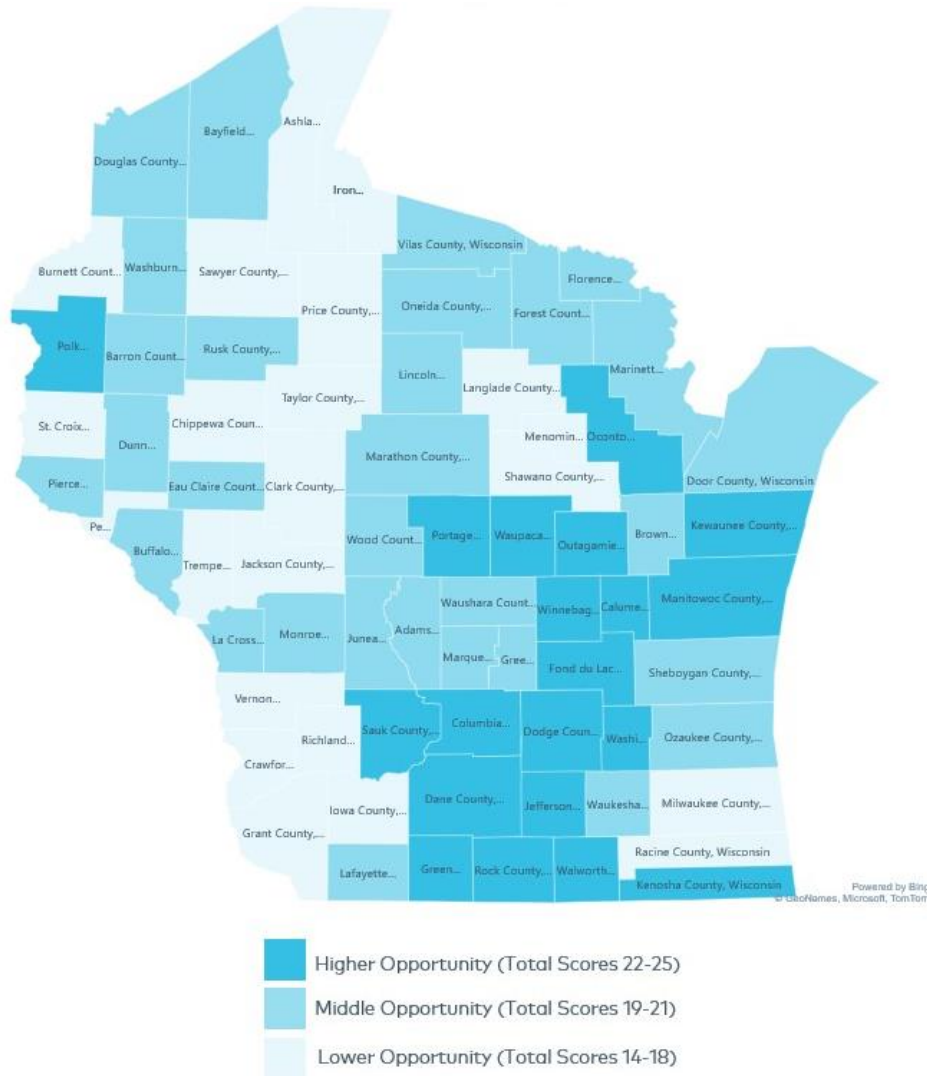 Ashla...
Bayfield...
Douglas County...
Iron...
Vilas County, Wisconsin
Burnett Count...
Washburn...
Sawyer County,...
Florence...
Price County,...
Oneida County,...
Forest Count...
Polk...
Barron Count...
Rusk County,...
Marinett...
Lincoln...
Langlade County...
Taylor County,...
St. Croix...
Chippewa Coun...
Dunn...
Menomin...
Oconto...
Marathon County,...
Shawano County,...
Door County, Wisconsin
Pierce...
Eau Claire Count...
Clark County,...
Pe...
Kewaunee County,...
Wood Count...
Portage...
Waupaca...
Outagamie...
Brown...
Buffalo...
Trempe...
Jackson County,...
Manitowoc County,...
Waushara Count...
Winnebag...
Calume...
La Cross...
Monroe...
Junea...
Adams...
Marque...
Gree...
Fond du Lac...
Sheboygan County,...
Vernon...
Sauk County,...
Columbia...
Dodge Coun...
Washi...
Ozaukee County,...
Richland...
Crawfor...
Iowa County,...
Dane County,...
Jefferson...
Waukesha...
Milwaukee County,...
Grant County,...
Racine County, Wisconsin
Lafayette...
Green...
Rock County,...
Walworth...
Kenosha County, Wisconsin
Powered by Bing
© GeoNames, Microsoft, TomTom
Higher Opportunity (Total Scores 22-25)
Middle Opportunity (Total Scores 19-21)
Lower Opportunity (Total Scores 14-18)